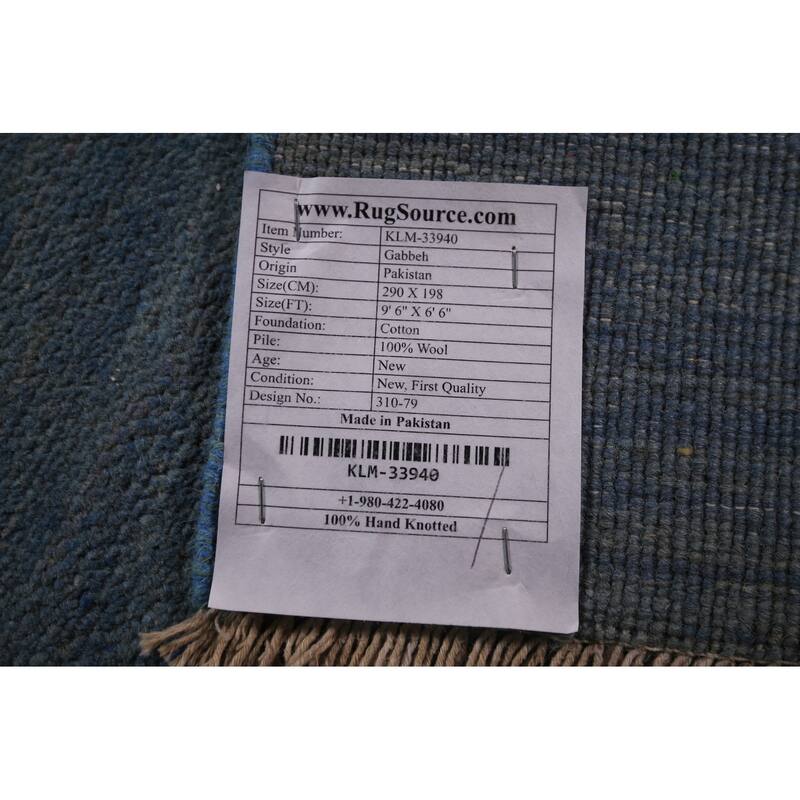 www.RugSource.com
Item Number: KLM-33940
Style Gabbeh
Origin Pakistan
Size(CM): 290 X 198
Size(FT): 9' 6" X 6' 6"
Foundation: Cotton
Pile: 100% Wool
Age: New
Condition: New, First Quality
Design No.: 310-79
Made in Pakistan
KLM-33940
+1-980-422-4080
100% Hand Knotted